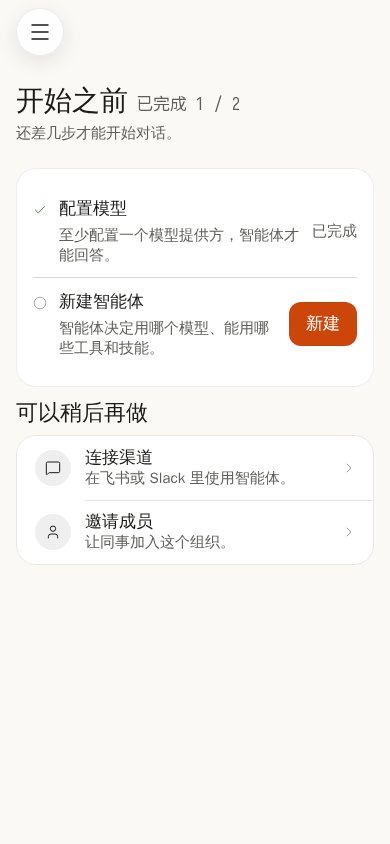 开始之前 已完成 1 / 2
还差几步才能开始对话。
配置模型
至少配置一个模型提供方，智能体才
能回答。
已完成
新建智能体
智能体决定用哪个模型、能用哪
些工具和技能。
新建
可以稍后再做
连接渠道
在飞书或 Slack 里使用智能体。
邀请成员
让同事加入这个组织。